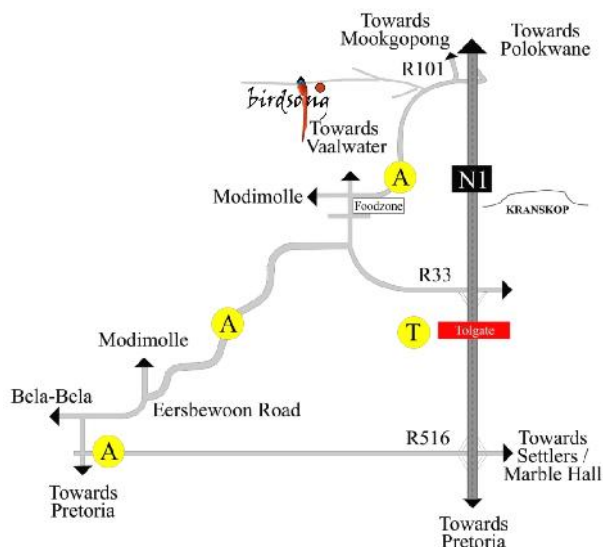 Towards
Mookgopong
Towards
Polokwane
R101
birdsong
Towards
Vaalwater
A
N1
Modimolle
Foodzone
KRANSKOP
R33
A
T
Tolgate
Modimolle
Bela-Bela
Eersbewoon Road
A
R516
Towards
Settlers /
Marble Hall
Towards
Pretoria
Towards
Pretoria